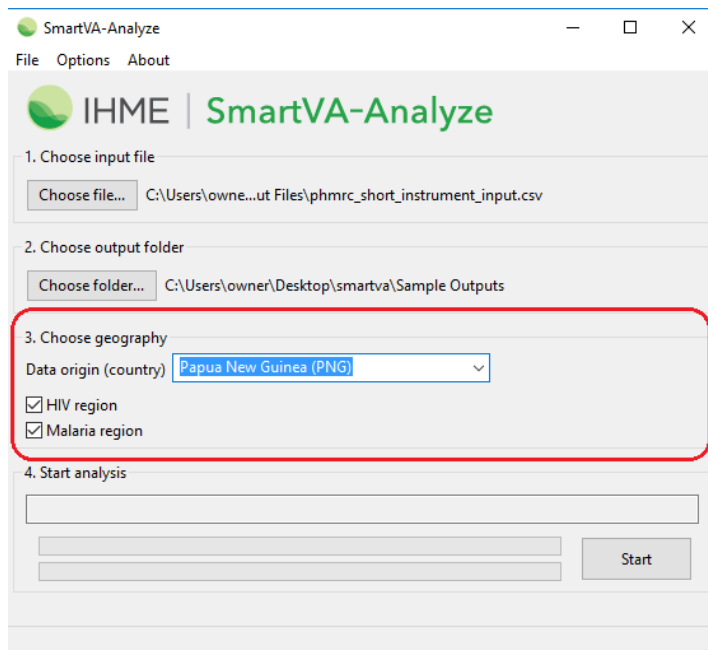 SmartVA-Analyze
File Options About
IHME | SmartVA-Analyze
1. Choose input file
Choose file... C:\Users\owne...ut Files\phmrc_short_instrument_input.csv
2. Choose output folder
Choose folder... C:\Users\owner\Desktop\smartva\Sample Outputs
3. Choose geography
Data origin (country) Papua New Guinea (PNG)
HIV region
Malaria region
4. Start analysis
Start